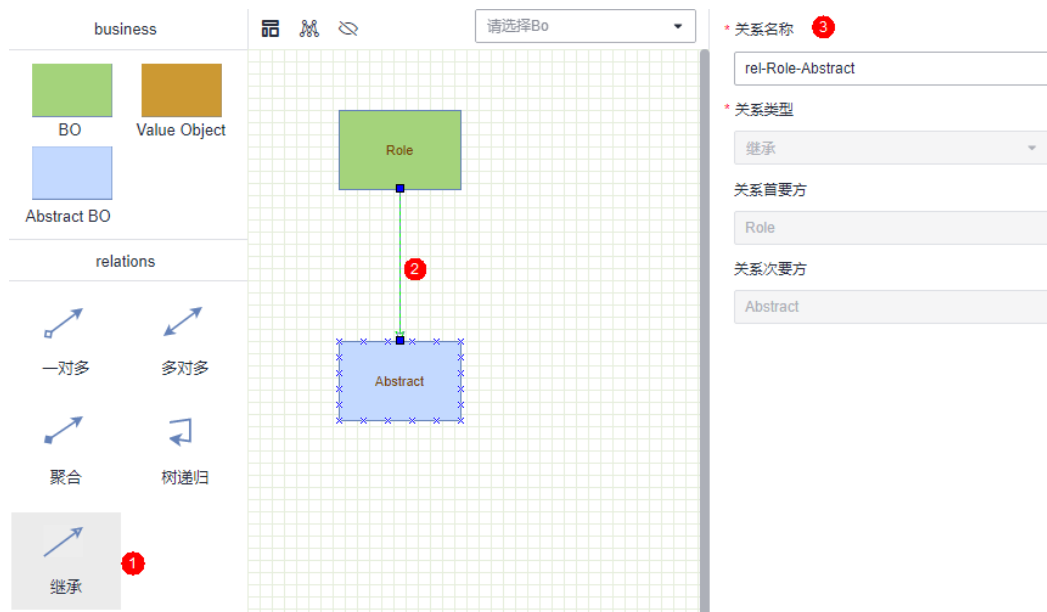 business
BO
Value Object
Abstract BO
relations
一对多
多对多
聚合
树递归
继承
1
请选择Bo
Role
2
Abstract
* 关系名称 3
rel-Role-Abstract
* 关系类型
继承
关系首要方
Role
关系次要方
Abstract